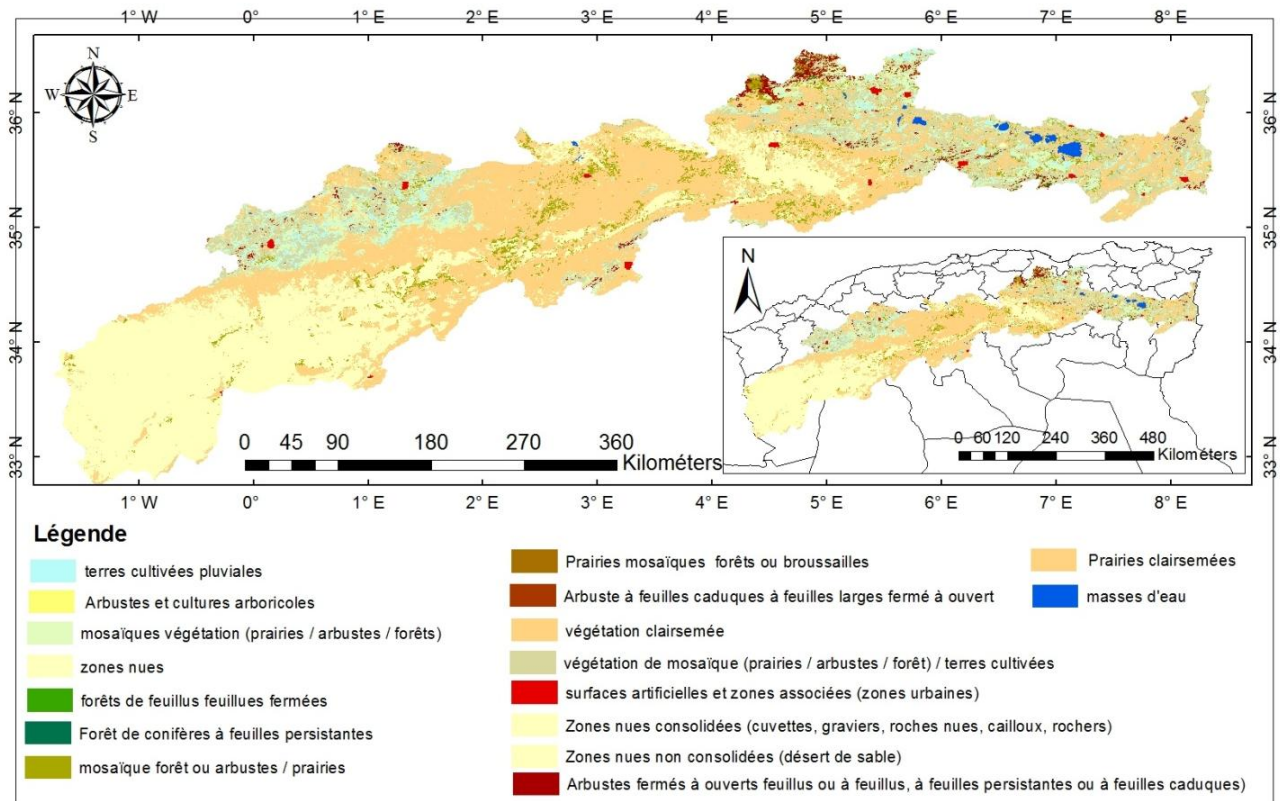 1° W 0° 1° E 2° E 3° E 4° E 5° E 6° E 7° E 8° E
N
W E
S
36° N 36° N
35° N 35° N
34° N 34° N
33° N 33° N
N
0 45 90 180 270 360
Kilométers
0 60 120 240 360 480
Kilométers
1° W 0° 1° E 2° E 3° E 4° E 5° E 6° E 7° E 8° E
Légende
terres cultivées pluviales
Arbustes et cultures arboricoles
mosaïques végétation (prairies / arbustes / forêts)
zones nues
forêts de feuillus feuillues fermées
Forêt de conifères à feuilles persistantes
mosaïque forêt ou arbustes / prairies
Prairies mosaïques forêts ou broussailles
Arbuste à feuilles caduques à feuilles larges fermé à ouvert
végétation clairsemée
végétation de mosaïque (prairies / arbustes / forêt) / terres cultivées
surfaces artificielles et zones associées (zones urbaines)
Zones nues consolidées (cuvettes, graviers, roches nues, cailloux, rochers)
Zones nues non consolidées (désert de sable)
Arbustes fermés à ouverts feuillus ou à feuillus, à feuilles persistantes ou à feuilles caduques)
Prairies clairsemées
masses d'eau